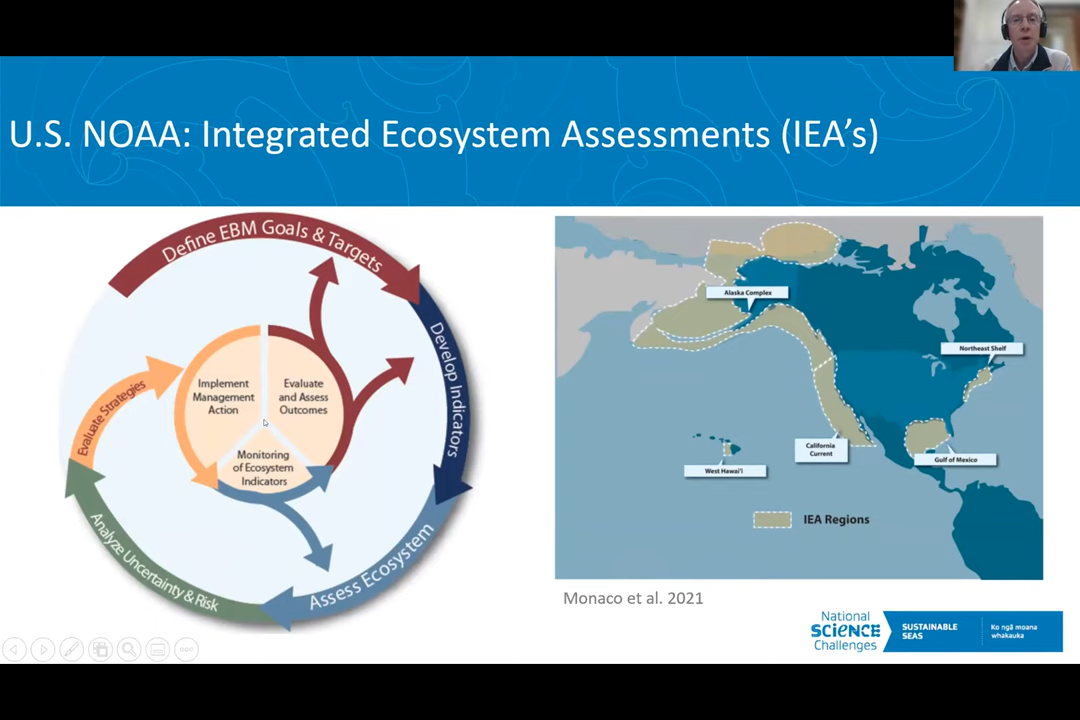 U.S. NOAA: Integrated Ecosystem Assessments (IEA's)
Define EBM Goals & Targets
Develop Indicators
Assess Ecosystem
Analyze Uncertainty & Risk
Evaluate Strategies
Implement
Management
Action
Evaluate
and Assess
Outcomes
Monitoring
of Ecosystem
Indicators
Alaska Complex
Northeast Shelf
California
Current
Gulf of Mexico
West Hawai'i
IEA Regions
Monaco et al. 2021
National
SCIENCE
Challenges
SUSTAINABLE
SEAS
Ko ngā moana
whakauka